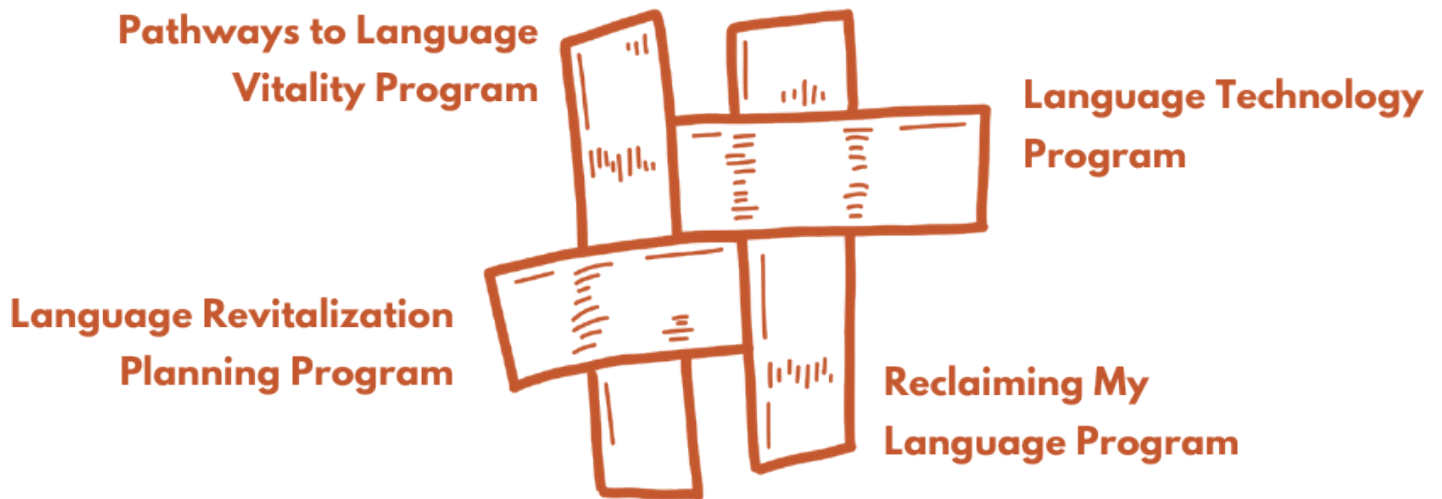 Pathways to Language
Vitality Program
Language Technology
Program
Language Revitalization
Planning Program
Reclaiming My
Language Program